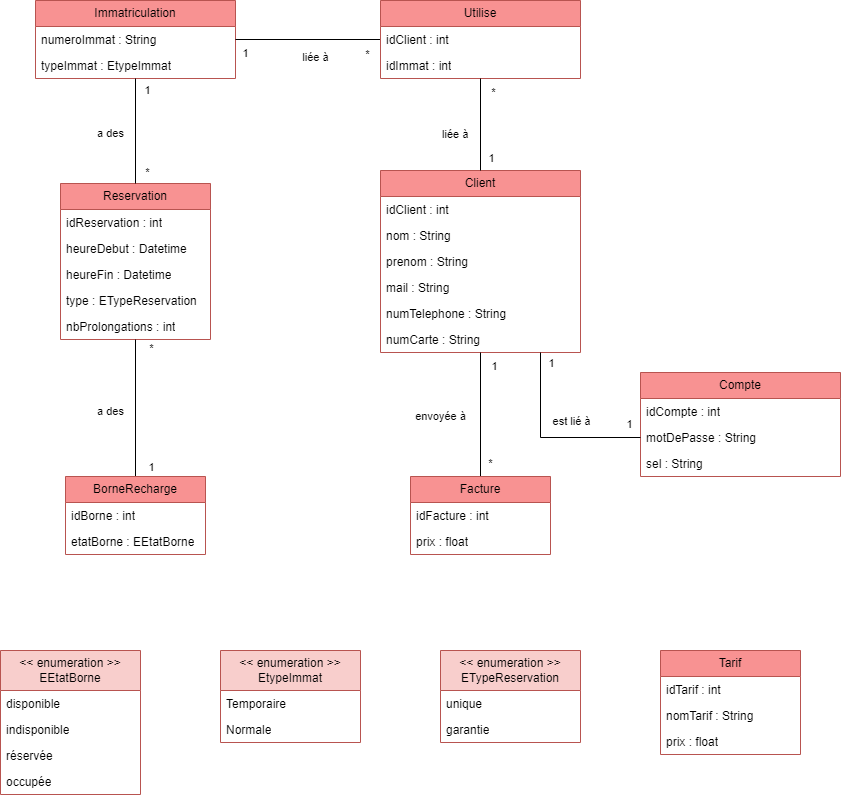 Immatriculation
numeroImmat : String
typeImmat : EtypeImmat
1
liée à
*
Utilise
idClient : int
idImmat : int
1
a des
*
*
liée à
1
Reservation
idReservation : int
heureDebut : Datetime
heureFin : Datetime
type : ETypeReservation
nbProlongations : int
Client
idClient : int
nom : String
prenom : String
mail : String
numTelephone : String
numCarte : String
*
a des
1
1
envoyée à
*
1
est lié à
1
Compte
idCompte : int
motDePasse : String
sel : String
BorneRecharge
idBorne : int
etatBorne : EEtatBorne
Facture
idFacture : int
prix : float
<< enumeration >>
EEtatBorne
disponible
indisponible
réservée
occupée
<< enumeration >>
EtypeImmat
Temporaire
Normale
<< enumeration >>
ETypeReservation
unique
garantie
Tarif
idTarif : int
nomTarif : String
prix : float